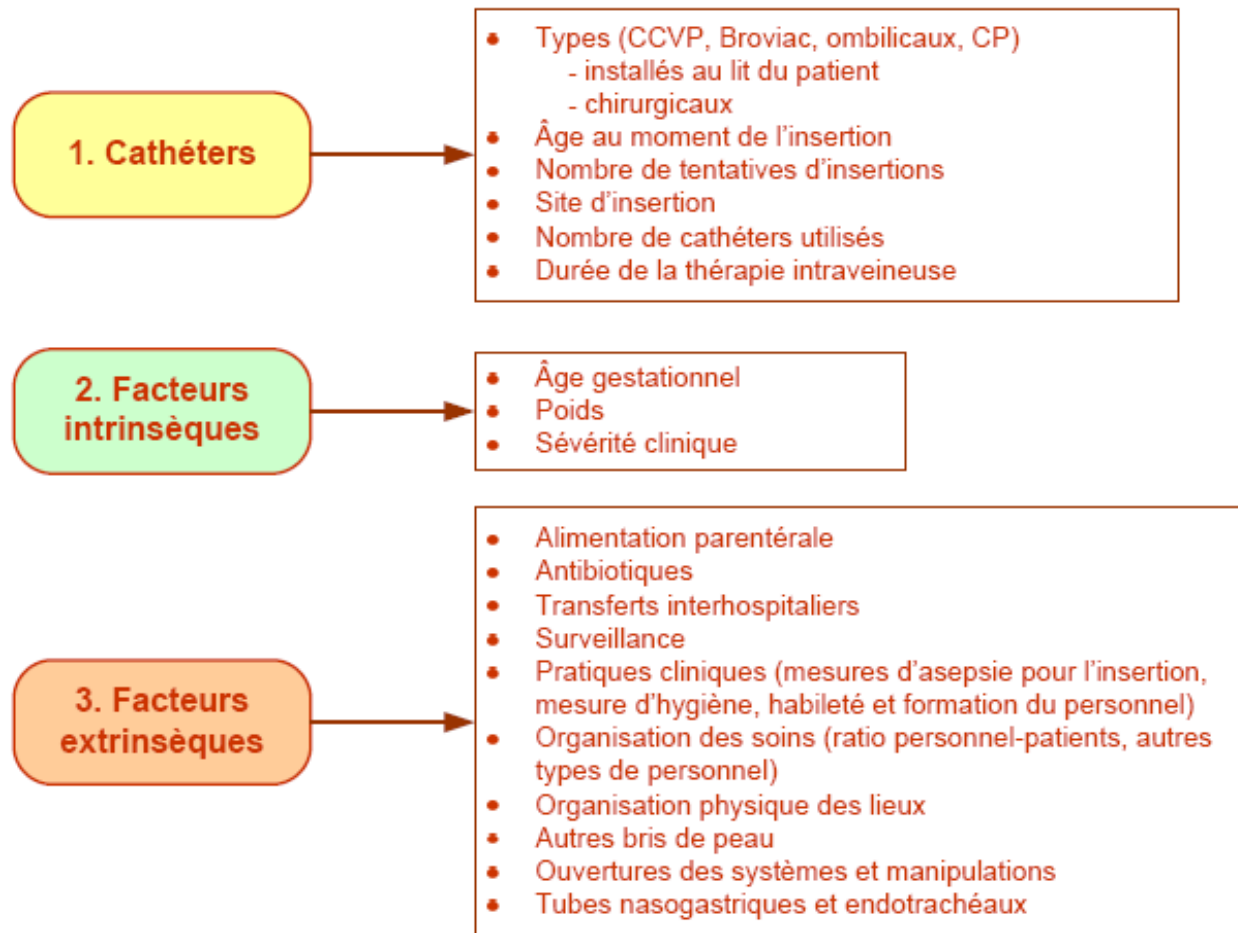 1. Cathéters
• Types (CCVP, Broviac, ombilicaux, CP)
- installés au lit du patient
- chirurgicaux
• Âge au moment de l’insertion
• Nombre de tentatives d’insertions
• Site d’insertion
• Nombre de cathéters utilisés
• Durée de la thérapie intraveineuse
2. Facteurs
intrinsèques
• Âge gestationnel
• Poids
• Sévérité clinique
3. Facteurs
extrinsèques
• Alimentation parentérale
• Antibiotiques
• Transferts interhospitaliers
• Surveillance
• Pratiques cliniques (mesures d’asepsie pour l’insertion,
mesure d’hygiène, habileté et formation du personnel)
• Organisation des soins (ratio personnel-patients, autres
types de personnel)
• Organisation physique des lieux
• Autres bris de peau
• Ouvertures des systèmes et manipulations
• Tubes nasogastriques et endotrachéaux